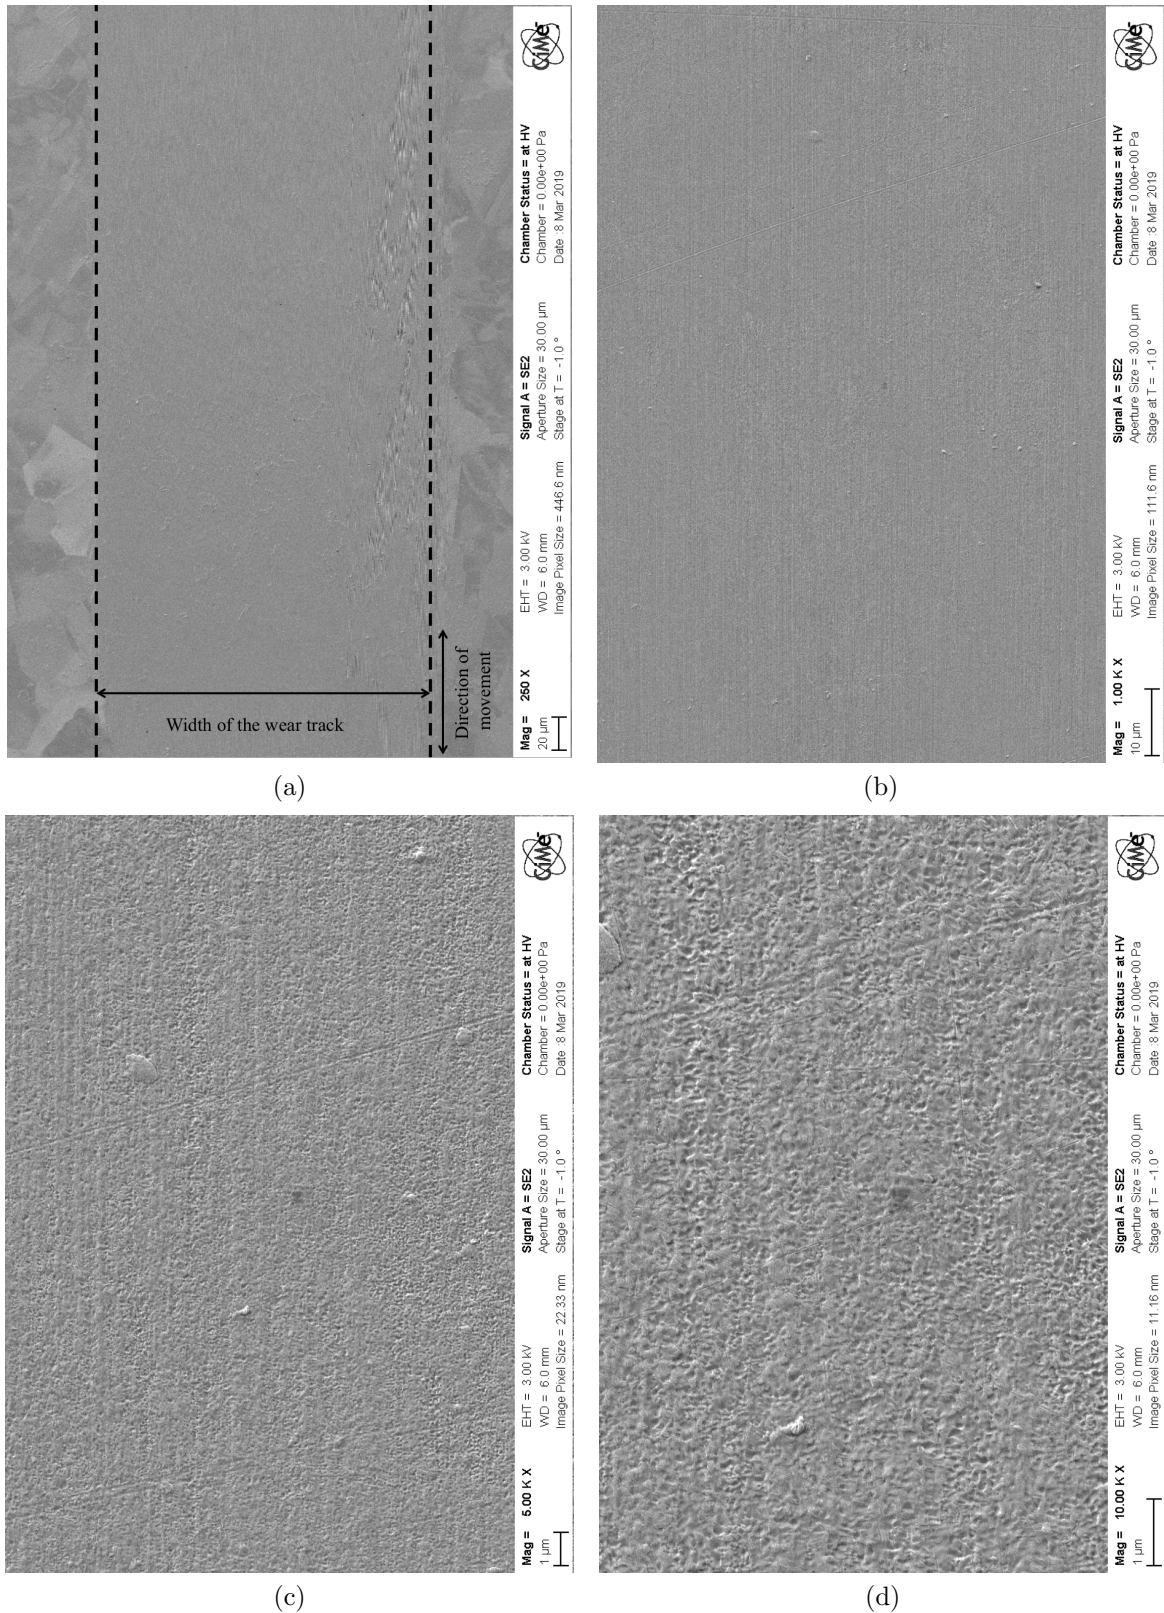 Width of the wear track
Direction of
movement
Mag = 250 X
20 µm
EHT = 3.00 kV
WD = 6.0 mm
Image Pixel Size = 446.6 nm
Signal A = SE2
Aperture Size = 30.00 µm
Stage at T = -1.0 °
Chamber Status = at HV
Chamber = 0.00e+00 Pa
Date :8 Mar 2019
CiMe
(a)
Mag = 1.00 K X
10 µm
EHT = 3.00 kV
WD = 6.0 mm
Image Pixel Size = 111.6 nm
Signal A = SE2
Aperture Size = 30.00 µm
Stage at T = -1.0 °
Chamber Status = at HV
Chamber = 0.00e+00 Pa
Date :8 Mar 2019
CiMe
(b)
Mag = 5.00 K X
1 µm
EHT = 3.00 kV
WD = 6.0 mm
Image Pixel Size = 22.33 nm
Signal A = SE2
Aperture Size = 30.00 µm
Stage at T = -1.0 °
Chamber Status = at HV
Chamber = 0.00e+00 Pa
Date :8 Mar 2019
CiMe
(c)
Mag = 10.00 K X
1 µm
EHT = 3.00 kV
WD = 6.0 mm
Image Pixel Size = 11.16 nm
Signal A = SE2
Aperture Size = 30.00 µm
Stage at T = -1.0 °
Chamber Status = at HV
Chamber = 0.00e+00 Pa
Date :8 Mar 2019
CiMe
(d)